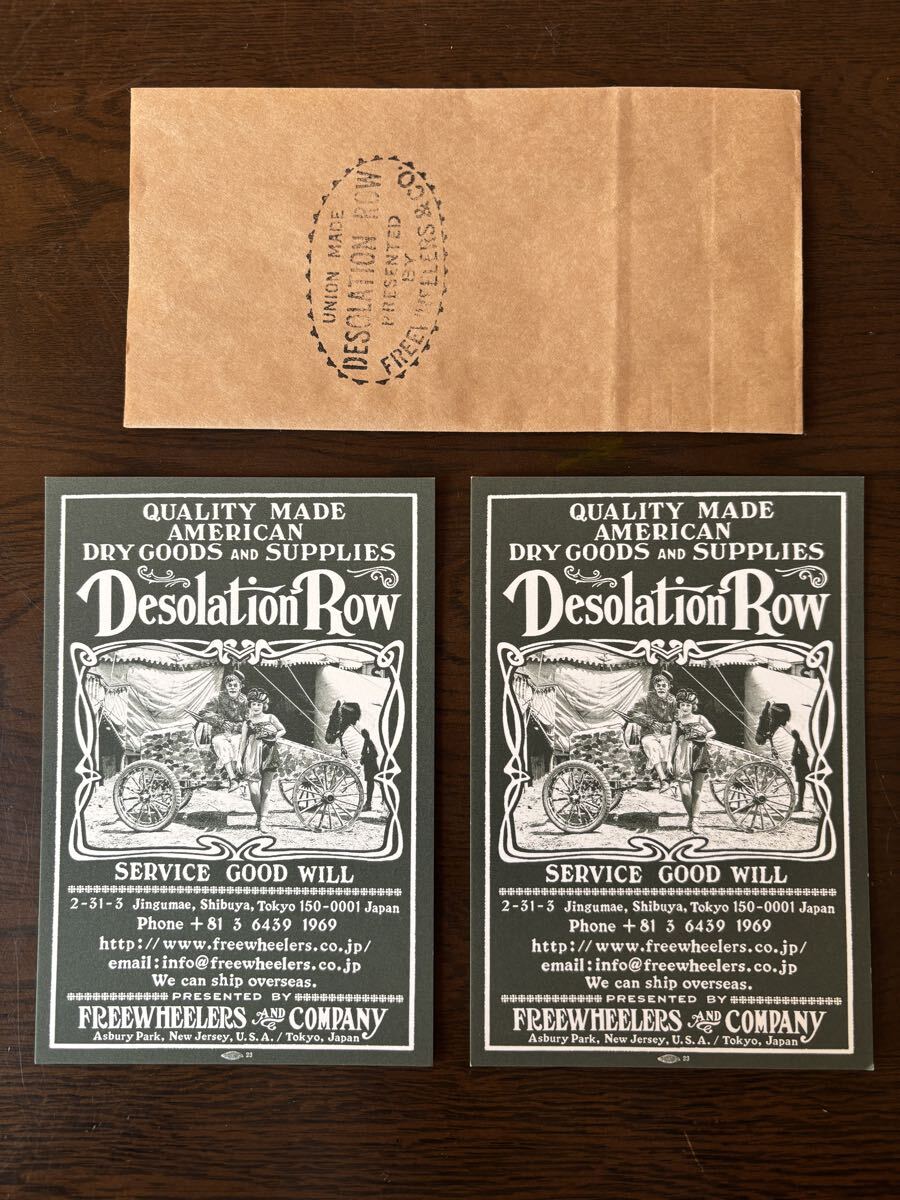 UNION MADE
DESOLATION ROW
PRESENTED
BY
FREEWHEELERS & CO.
QUALITY MADE
AMERICAN
DRY GOODS AND SUPPLIES
Desolation Row
SERVICE GOOD WILL
2-31-3 Jingumae, Shibuya, Tokyo 150-0001 Japan
Phone +81 3 6439 1969
http://www.freewheelers.co.jp/
email:info@freewheelers.co.jp
We can ship overseas.
PRESENTED BY
FREEWHEELERS AND CO COMPANY
Asbury Park, New Jersey, U.S.A. / Tokyo, Japan
23
QUALITY MADE
AMERICAN
DRY GOODS AND SUPPLIES
Desolation Row
SERVICE GOOD WILL
2-31-3 Jingumae, Shibuya, Tokyo 150-0001 Japan
Phone +81 3 6439 1969
http://www.freewheelers.co.jp/
email:info@freewheelers.co.jp
We can ship overseas.
PRESENTED BY
FREEWHEELERS AND CO COMPANY
Asbury Park, New Jersey, U.S.A. / Tokyo, Japan
23